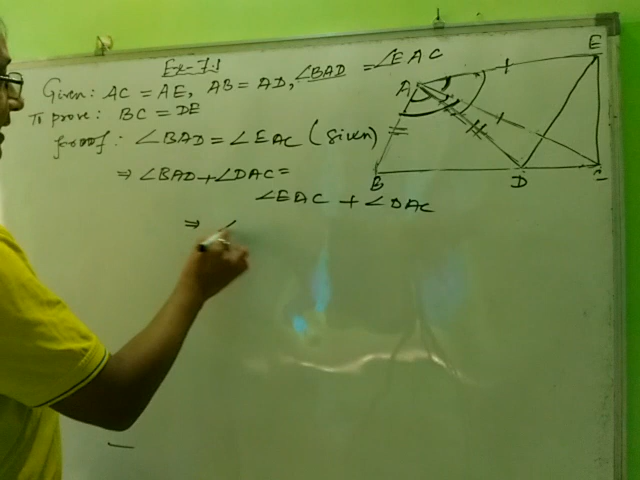 Ex-7.1
Given: AC = AE, AB = AD, ∠BAD = ∠EAC
To prove: BC = DE
Proof: ∠BAD = ∠EAC (Given)
⇒ ∠BAD + ∠DAC =
∠EAC + ∠DAC
⇒ ∠
E
A
B
D
C